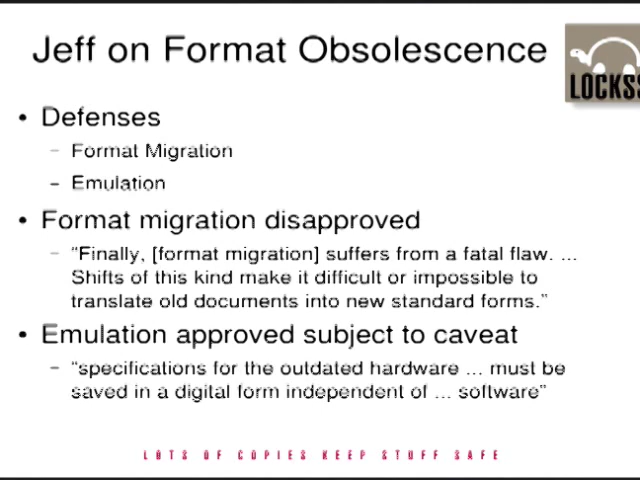 Jeff on Format Obsolescence
LOCKSS
• Defenses
– Format Migration
– Emulation
• Format migration disapproved
– “Finally, [format migration] suffers from a fatal flaw. ...
Shifts of this kind make it difficult or impossible to
translate old documents into new standard forms.”
• Emulation approved subject to caveat
– “specifications for the outdated hardware ... must be
saved in a digital form independent of ... software”
LOTS OF COPIES KEEP STUFF SAFE